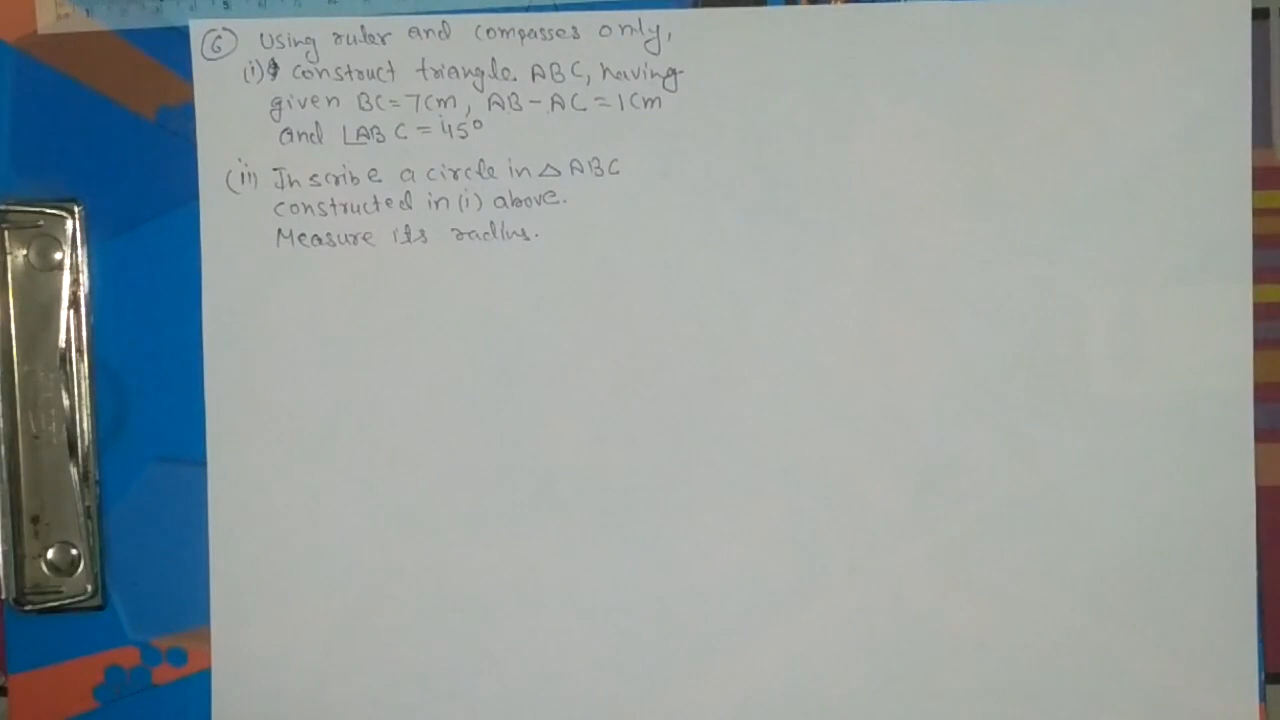 6 Using ruler and compasses only,
(i) construct triangle ABC, having
given BC = 7cm, AB - AC = 1cm
and ∠ABC = 45°
(ii) Inscribe a circle in △ ABC
constructed in (i) above.
Measure its radius.